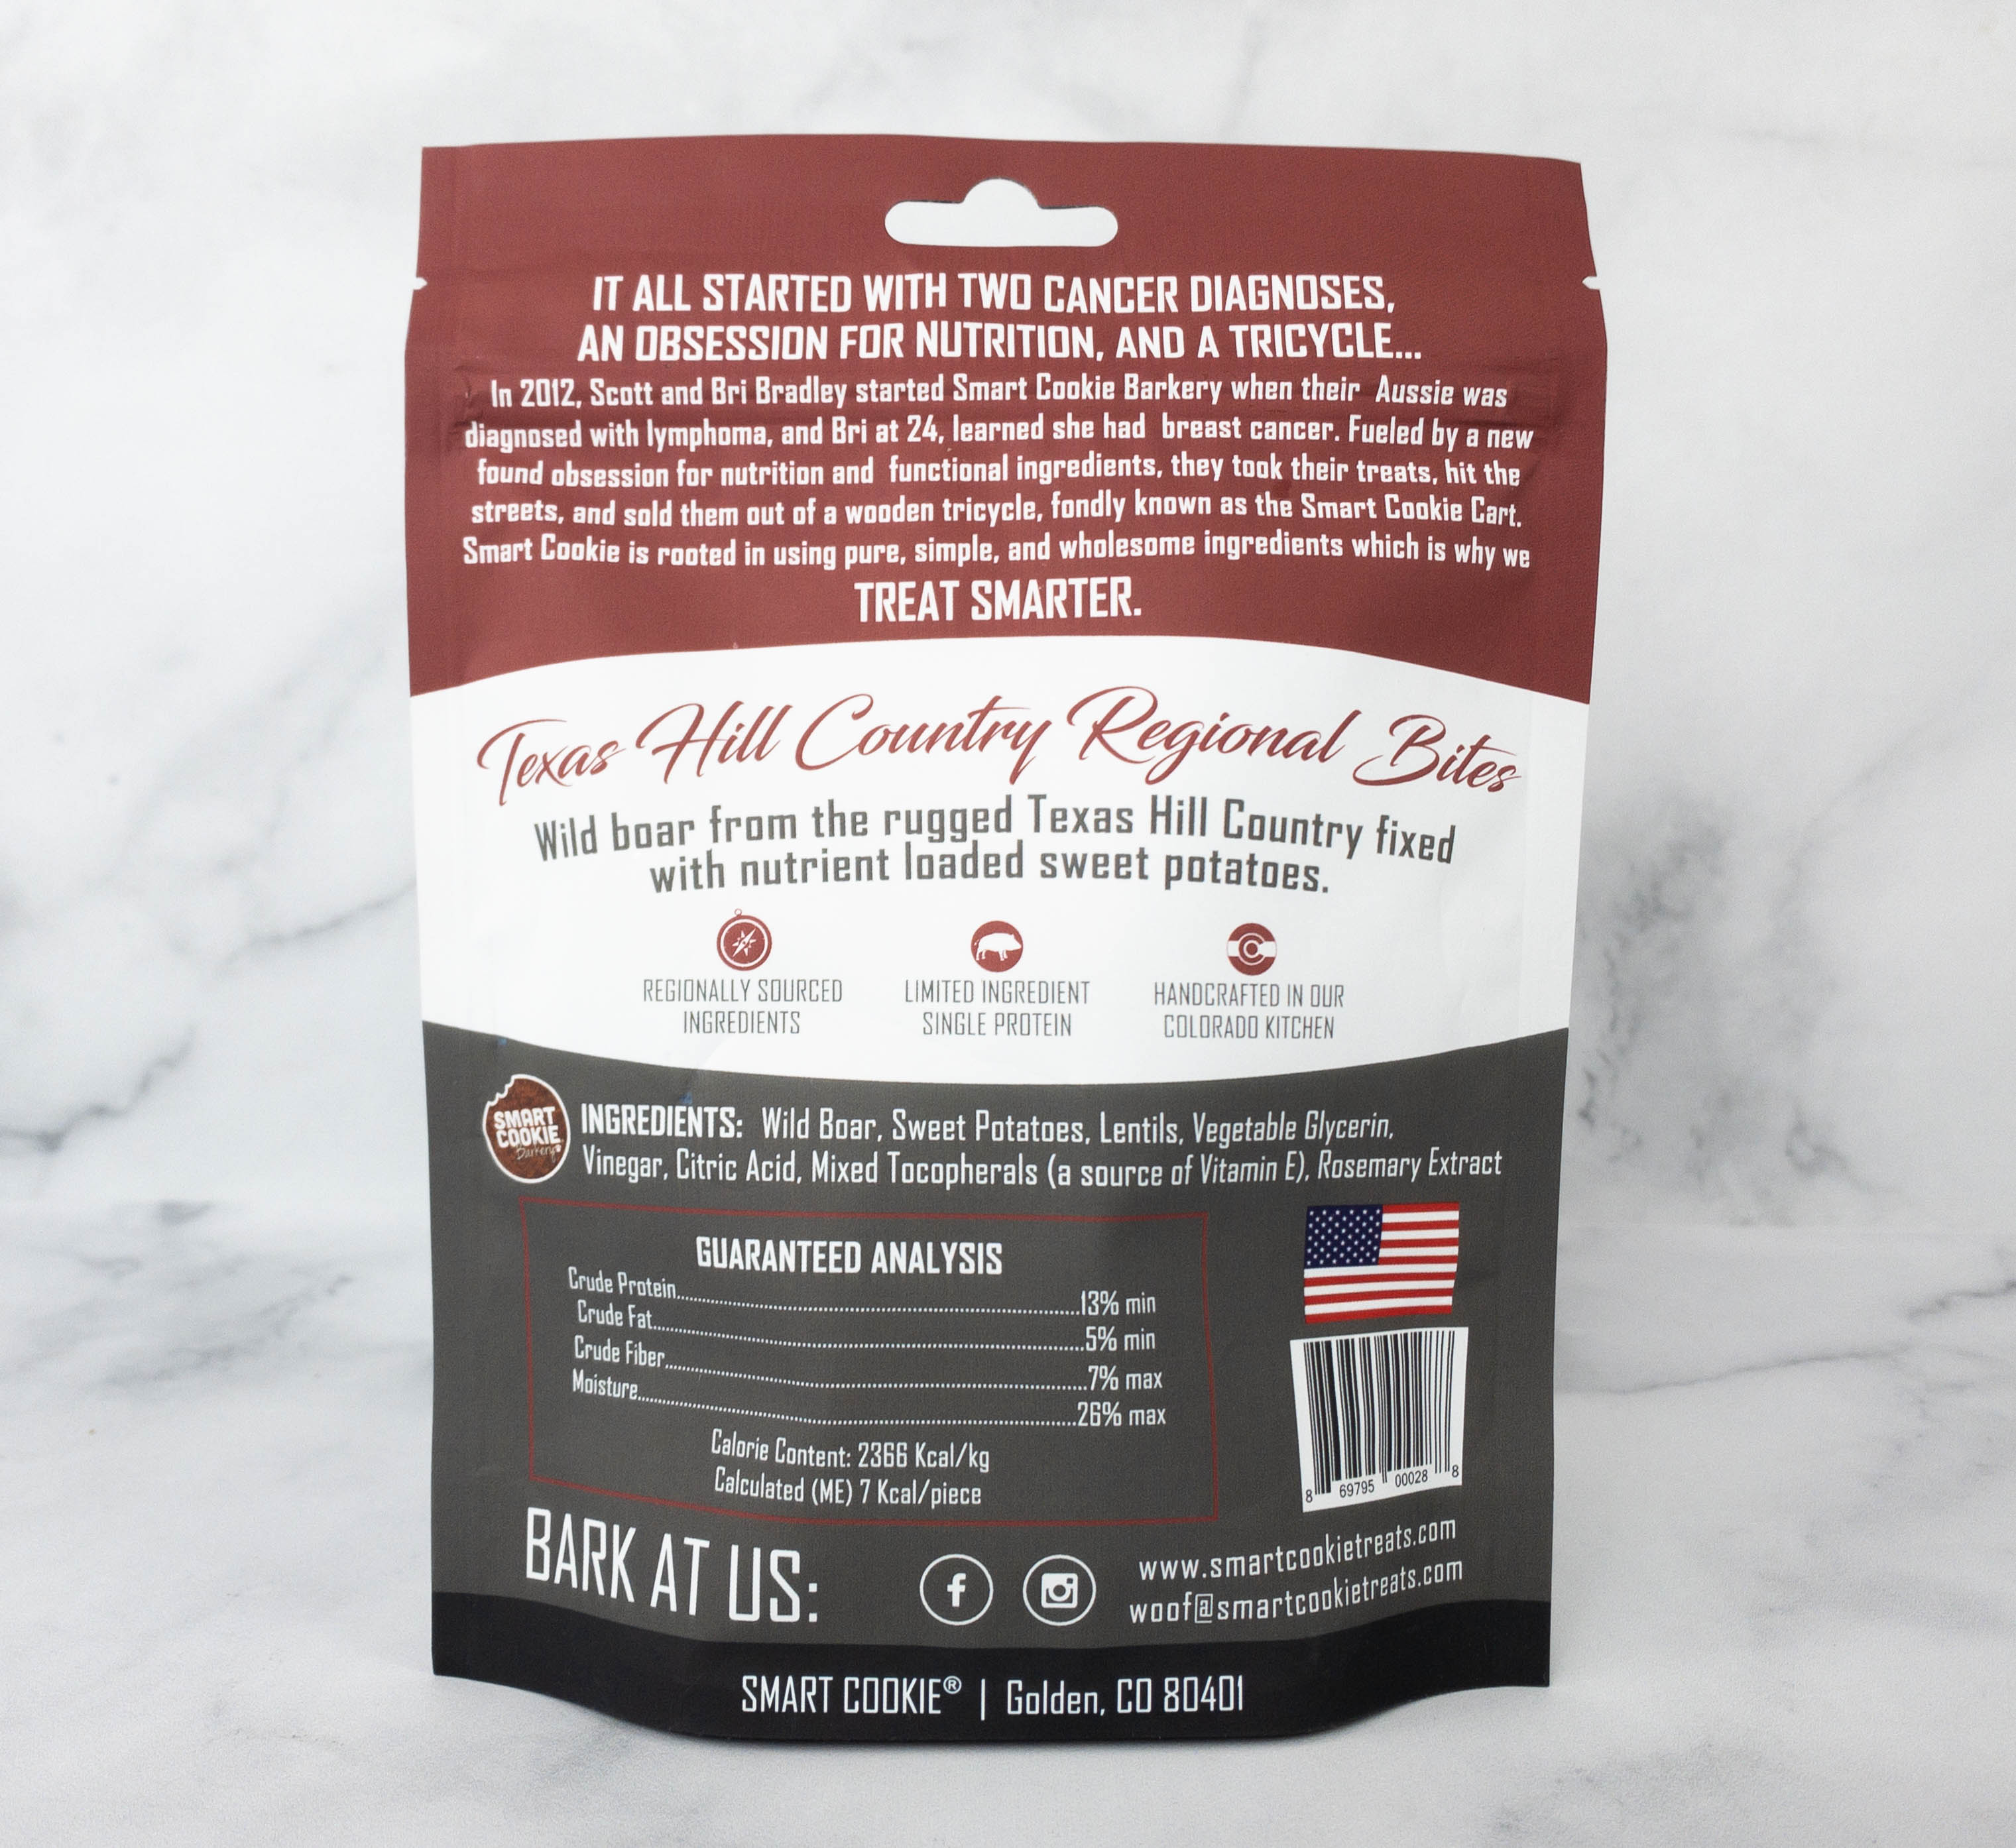 IT ALL STARTED WITH TWO CANCER DIAGNOSES,
AN OBSESSION FOR NUTRITION, AND A TRICYCLE...
In 2012, Scott and Bri Bradley started Smart Cookie Barkery when their Aussie was
diagnosed with lymphoma, and Bri at 24, learned she had breast cancer. Fueled by a new
found obsession for nutrition and functional ingredients, they took their treats, hit the
streets, and sold them out of a wooden tricycle, fondly known as the Smart Cookie Cart.
Smart Cookie is rooted in using pure, simple, and wholesome ingredients which is why we
TREAT SMARTER.
Texas Hill Country Regional Bites
Wild boar from the rugged Texas Hill Country fixed
with nutrient loaded sweet potatoes.
REGIONALLY SOURCED
INGREDIENTS
LIMITED INGREDIENT
SINGLE PROTEIN
C
HANDCRAFTED IN OUR
COLORADO KITCHEN
SMART
COOKIE
Barkery
INGREDIENTS: Wild Boar, Sweet Potatoes, Lentils, Vegetable Glycerin,
Vinegar, Citric Acid, Mixed Tocopherals (a source of Vitamin E), Rosemary Extract
GUARANTEED ANALYSIS
Crude Protein...13% min
Crude Fat...5% min
Crude Fiber...7% max
Moisture...26% max
Calorie Content: 2366 Kcal/kg
Calculated (ME) 7 Kcal/piece
8 69795 00028 8
BARK AT US:
f
www.smartcookietreats.com
woof@smartcookietreats.com
SMART COOKIE® | Golden, CO 80401